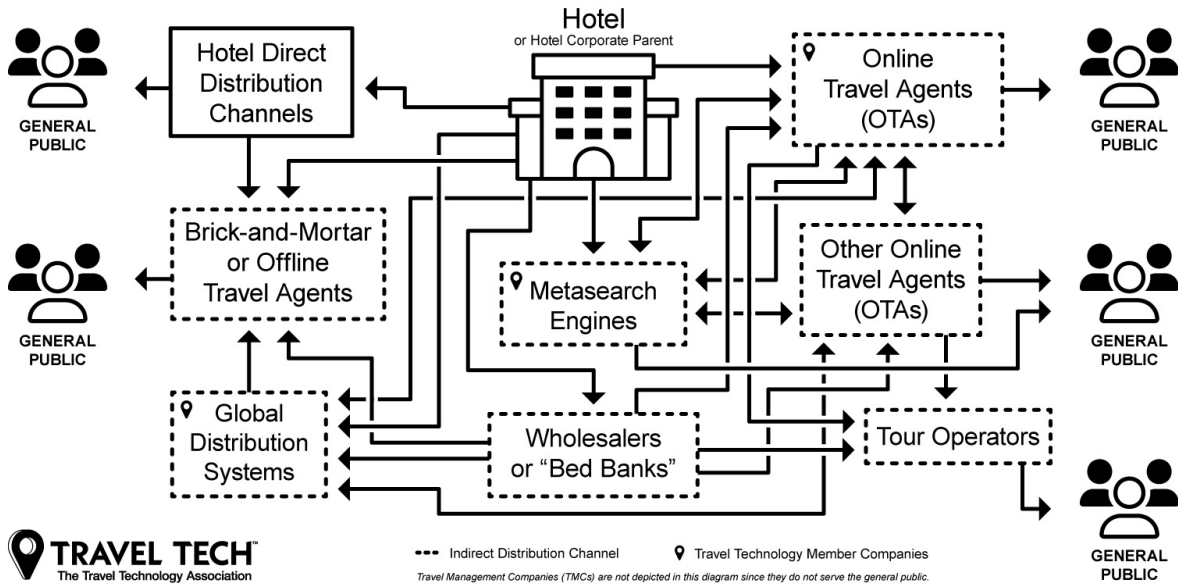 Hotel
or Hotel Corporate Parent
Hotel Direct
Distribution
Channels
GENERAL
PUBLIC
Online
Travel Agents
(OTAs)
GENERAL
PUBLIC
Brick-and-Mortar
or Offline
Travel Agents
GENERAL
PUBLIC
Metasearch
Engines
Other Online
Travel Agents
(OTAs)
GENERAL
PUBLIC
Global
Distribution
Systems
Wholesalers
or “Bed Banks”
Tour Operators
GENERAL
PUBLIC
TRAVEL TECH™
The Travel Technology Association
Indirect Distribution Channel
Travel Technology Member Companies
Travel Management Companies (TMCs) are not depicted in this diagram since they do not serve the general public.